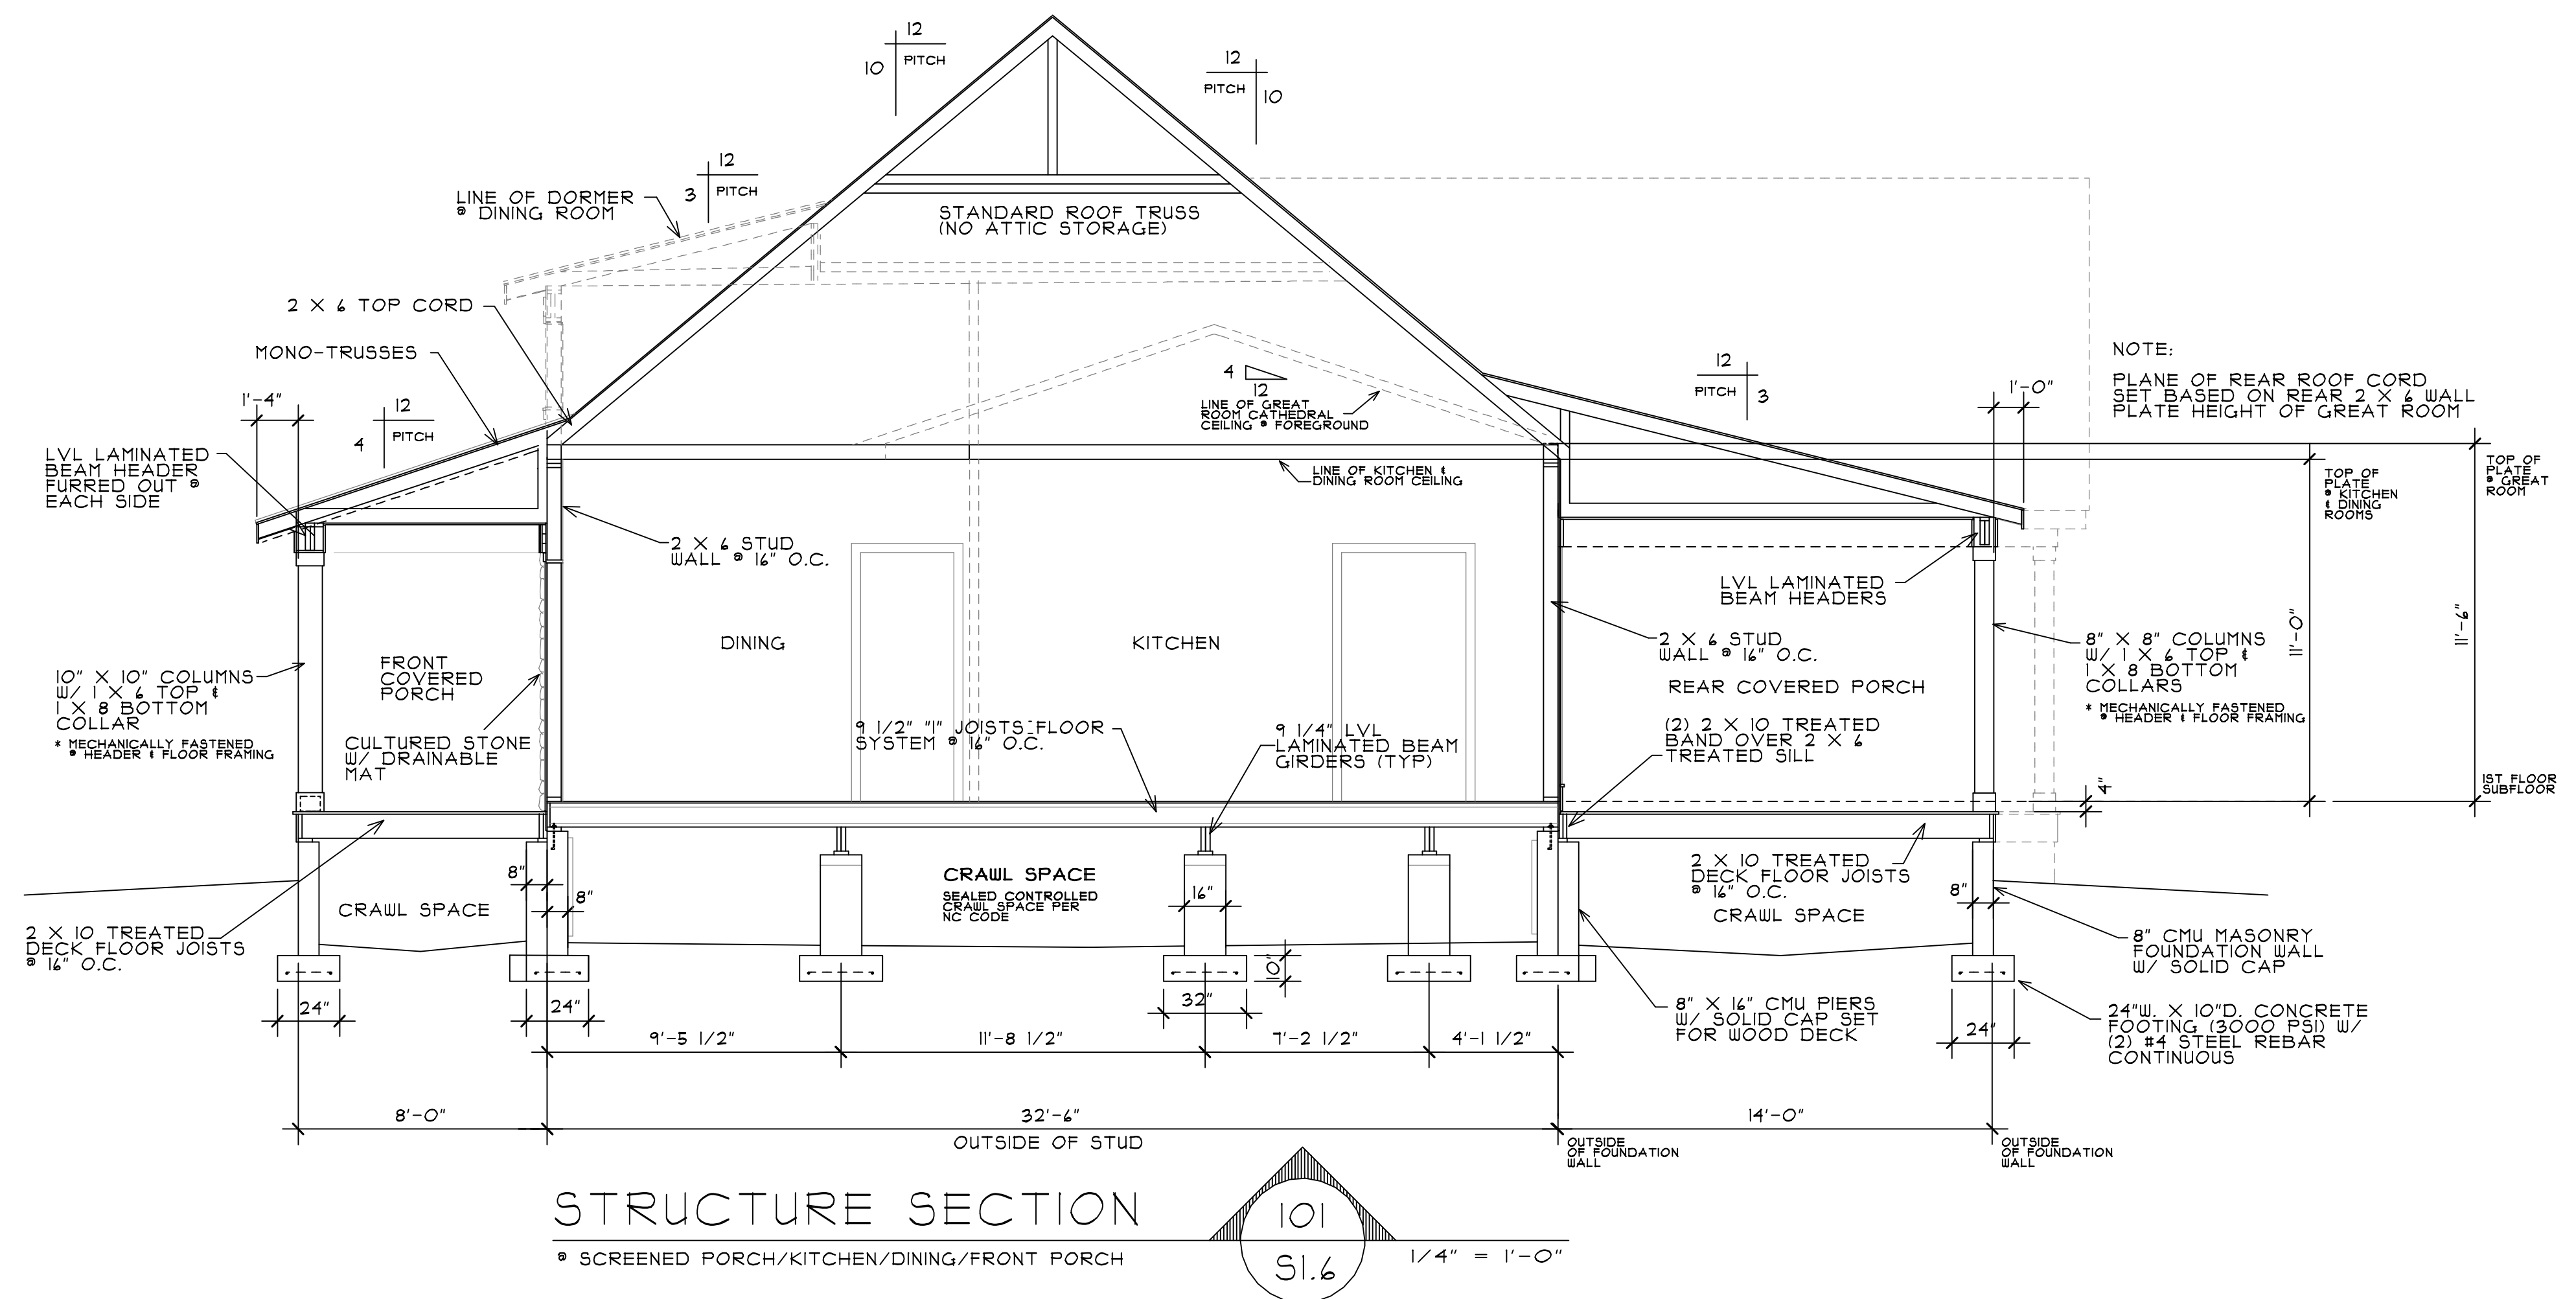 12
10 PITCH
12
PITCH 10
12
3 PITCH
LINE OF DORMER
@ DINING ROOM
STANDARD ROOF TRUSS
(NO ATTIC STORAGE)
2 X 6 TOP CORD
MONO-TRUSSES
1'-4"
12
4 PITCH
LVL LAMINATED
BEAM HEADER
FURRED OUT @
EACH SIDE
4
12
LINE OF GREAT
ROOM CATHEDRAL
CEILING @ FOREGROUND
12
PITCH 3
1'-0"
NOTE:
PLANE OF REAR ROOF CORD
SET BASED ON REAR 2 X 6 WALL
PLATE HEIGHT OF GREAT ROOM
LINE OF KITCHEN &
DINING ROOM CEILING
TOP OF
PLATE
@ KITCHEN
& DINING
ROOMS
TOP OF
PLATE
@ GREAT
ROOM
2 X 6 STUD
WALL @ 16" O.C.
LVL LAMINATED
BEAM HEADERS
DINING
KITCHEN
2 X 6 STUD
WALL @ 16" O.C.
8" X 8" COLUMNS
W/ 1 X 6 TOP &
1 X 8 BOTTOM
COLLARS
* MECHANICALLY FASTENED
@ HEADER & FLOOR FRAMING
11'-0"
11'-6"
FRONT
COVERED
PORCH
10" X 10" COLUMNS
W/ 1 X 6 TOP &
1 X 8 BOTTOM
COLLAR
* MECHANICALLY FASTENED
@ HEADER & FLOOR FRAMING
CULTURED STONE
W/ DRAINABLE
MAT
REAR COVERED PORCH
9 1/2" "I" JOISTS-FLOOR
SYSTEM @ 16" O.C.
9 1/4" LVL
LAMINATED BEAM
GIRDERS (TYP)
(2) 2 X 10 TREATED
BAND OVER 2 X 6
TREATED SILL
4"
1ST FLOOR
SUBFLOOR
8"
8"
CRAWL SPACE
CRAWL SPACE
SEALED CONTROLLED
CRAWL SPACE PER
NC CODE
16"
2 X 10 TREATED
DECK FLOOR JOISTS
@ 16" O.C.
CRAWL SPACE
8"
2 X 10 TREATED
DECK FLOOR JOISTS
@ 16" O.C.
8" CMU MASONRY
FOUNDATION WALL
W/ SOLID CAP
10"
24"
24"
32"
8" X 16" CMU PIERS
W/ SOLID CAP SET
FOR WOOD DECK
24"
24"W. X 10"D. CONCRETE
FOOTING (3000 PSI) W/
(2) #4 STEEL REBAR
CONTINUOUS
9'-5 1/2"
11'-8 1/2"
7'-2 1/2"
4'-1 1/2"
8'-0"
32'-6"
14'-0"
OUTSIDE OF STUD
OUTSIDE
OF FOUNDATION
WALL
OUTSIDE
OF FOUNDATION
WALL
STRUCTURE SECTION
101
@ SCREENED PORCH/KITCHEN/DINING/FRONT PORCH
S1.6
1/4" = 1'-0"